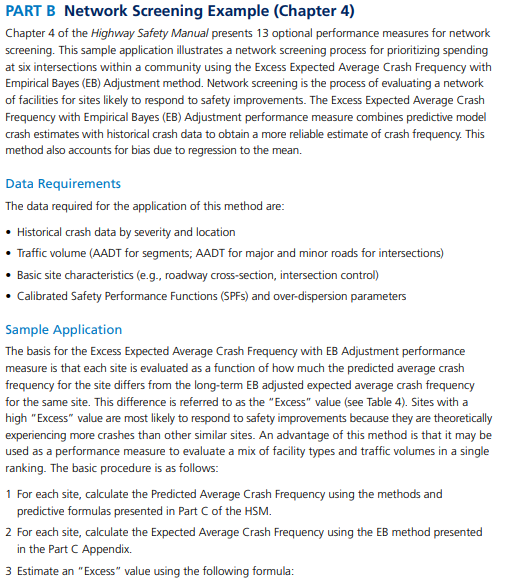 PART B Network Screening Example (Chapter 4)
Chapter 4 of the Highway Safety Manual presents 13 optional performance measures for network
screening. This sample application illustrates a network screening process for prioritizing spending
at six intersections within a community using the Excess Expected Average Crash Frequency with
Empirical Bayes (EB) Adjustment method. Network screening is the process of evaluating a network
of facilities for sites likely to respond to safety improvements. The Excess Expected Average Crash
Frequency with Empirical Bayes (EB) Adjustment performance measure combines predictive model
crash estimates with historical crash data to obtain a more reliable estimate of crash frequency. This
method also accounts for bias due to regression to the mean.
Data Requirements
The data required for the application of this method are:
• Historical crash data by severity and location
• Traffic volume (AADT for segments; AADT for major and minor roads for intersections)
• Basic site characteristics (e.g., roadway cross-section, intersection control)
• Calibrated Safety Performance Functions (SPFs) and over-dispersion parameters
Sample Application
The basis for the Excess Expected Average Crash Frequency with EB Adjustment performance
measure is that each site is evaluated as a function of how much the predicted average crash
frequency for the site differs from the long-term EB adjusted expected average crash frequency
for the same site. This difference is referred to as the "Excess" value (see Table 4). Sites with a
high "Excess" value are most likely to respond to safety improvements because they are theoretically
experiencing more crashes than other similar sites. An advantage of this method is that it may be
used as a performance measure to evaluate a mix of facility types and traffic volumes in a single
ranking. The basic procedure is as follows:
1 For each site, calculate the Predicted Average Crash Frequency using the methods and
predictive formulas presented in Part C of the HSM.
2 For each site, calculate the Expected Average Crash Frequency using the EB method presented
in the Part C Appendix.
3 Estimate an "Excess" value using the following formula: